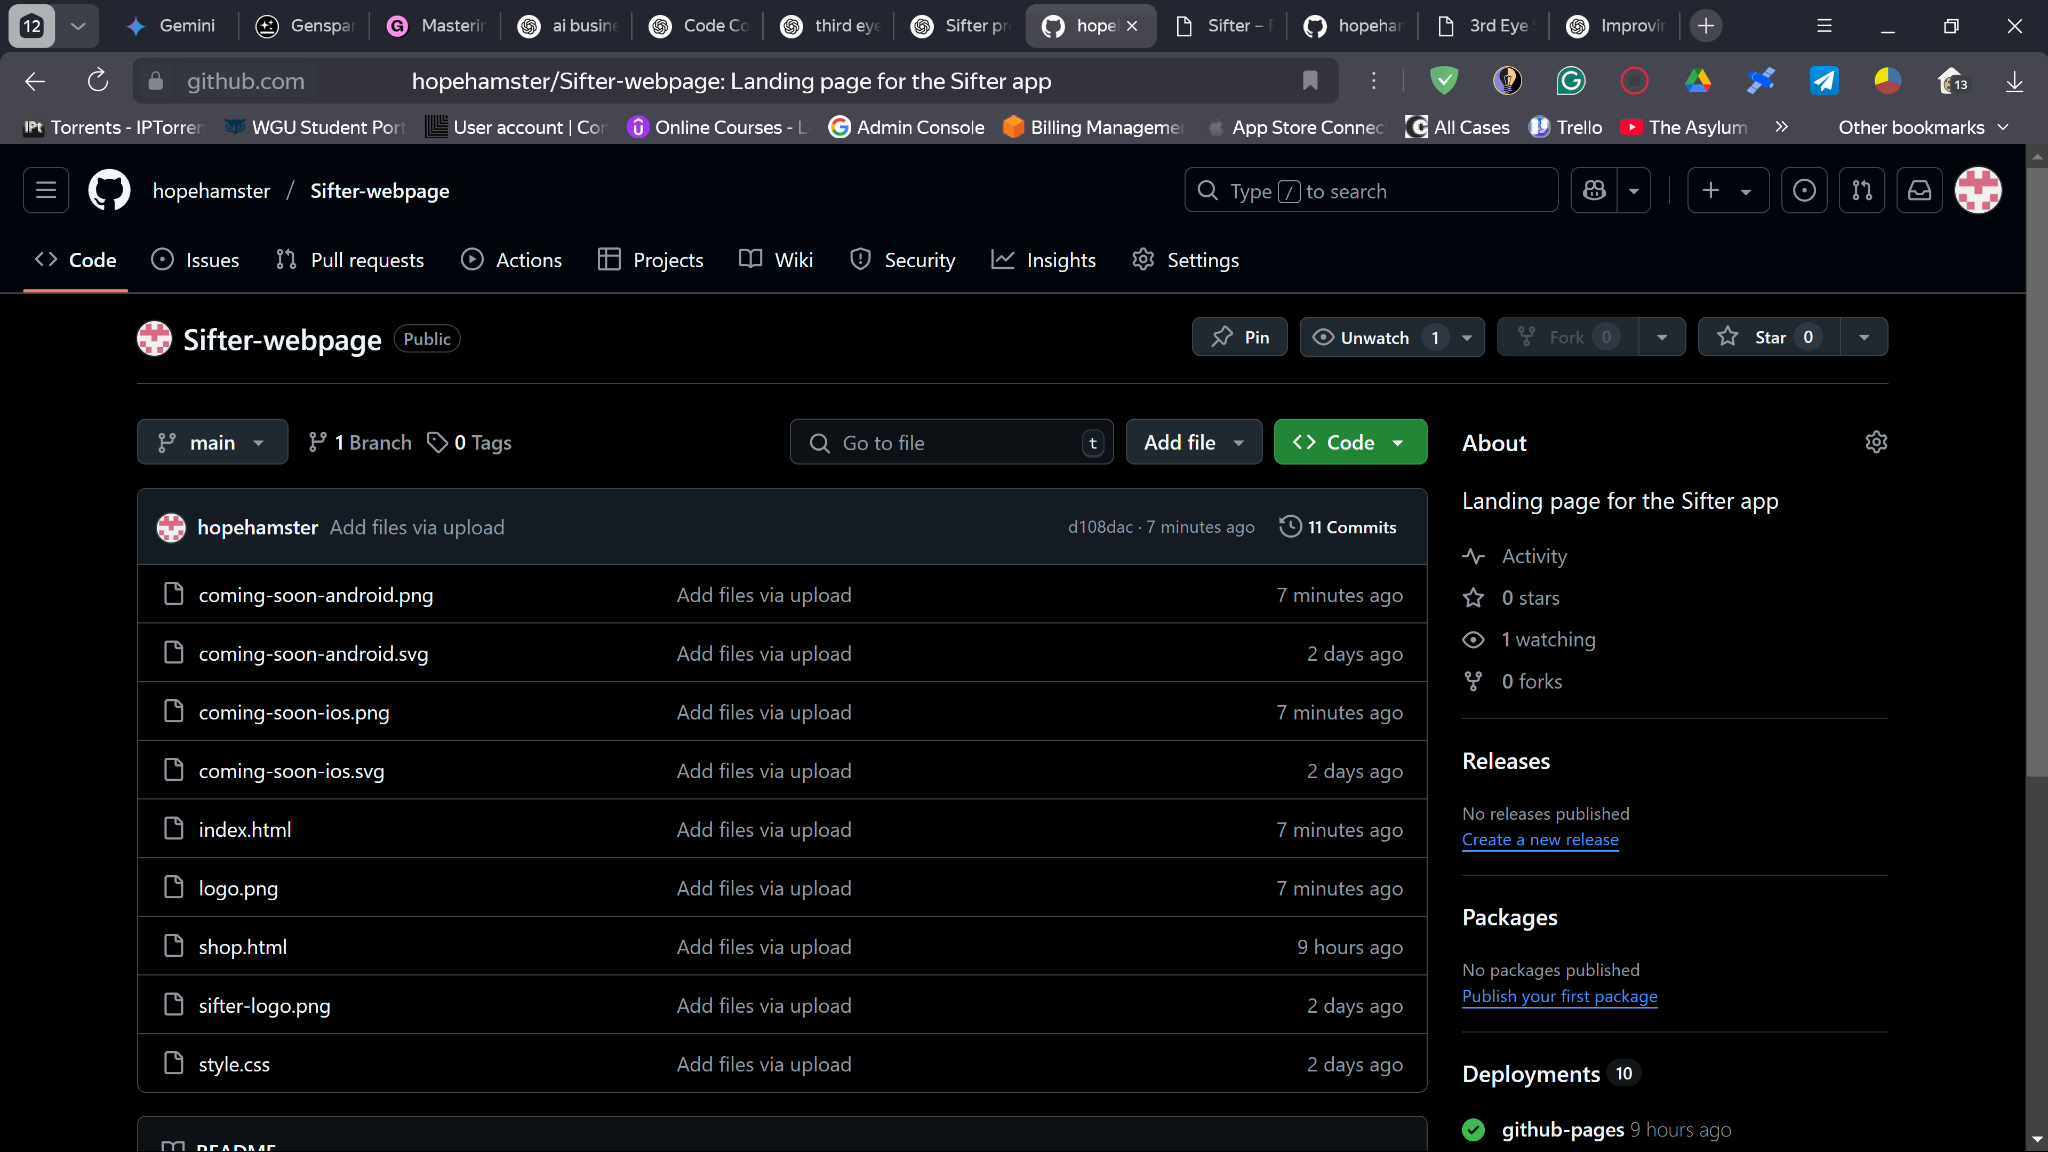 12
Gemini
Genspar
Masterin
ai busine
Code Co
third eye
Sifter pr
hope
Sifter – F
hopehan
3rd Eye
Improvin
github.com
hopehamster/Sifter-webpage: Landing page for the Sifter app
13
IPt Torrents - IPTorren
WGU Student Port
User account | Cor
Online Courses - L
Admin Console
Billing Managemen
App Store Connec
All Cases
Trello
The Asylum
Other bookmarks
hopehamster / Sifter-webpage
Type / to search
Code
Issues
Pull requests
Actions
Projects
Wiki
Security
Insights
Settings
Sifter-webpage Public
Pin
Unwatch 1
Fork 0
Star 0
main
1 Branch
0 Tags
Go to file t
Add file
Code
hopehamster Add files via upload d108dac · 7 minutes ago 11 Commits
coming-soon-android.png Add files via upload 7 minutes ago
coming-soon-android.svg Add files via upload 2 days ago
coming-soon-ios.png Add files via upload 7 minutes ago
coming-soon-ios.svg Add files via upload 2 days ago
index.html Add files via upload 7 minutes ago
logo.png Add files via upload 7 minutes ago
shop.html Add files via upload 9 hours ago
sifter-logo.png Add files via upload 2 days ago
style.css Add files via upload 2 days ago
README
About
Landing page for the Sifter app
Activity
0 stars
1 watching
0 forks
Releases
No releases published
Create a new release
Packages
No packages published
Publish your first package
Deployments 10
github-pages 9 hours ago